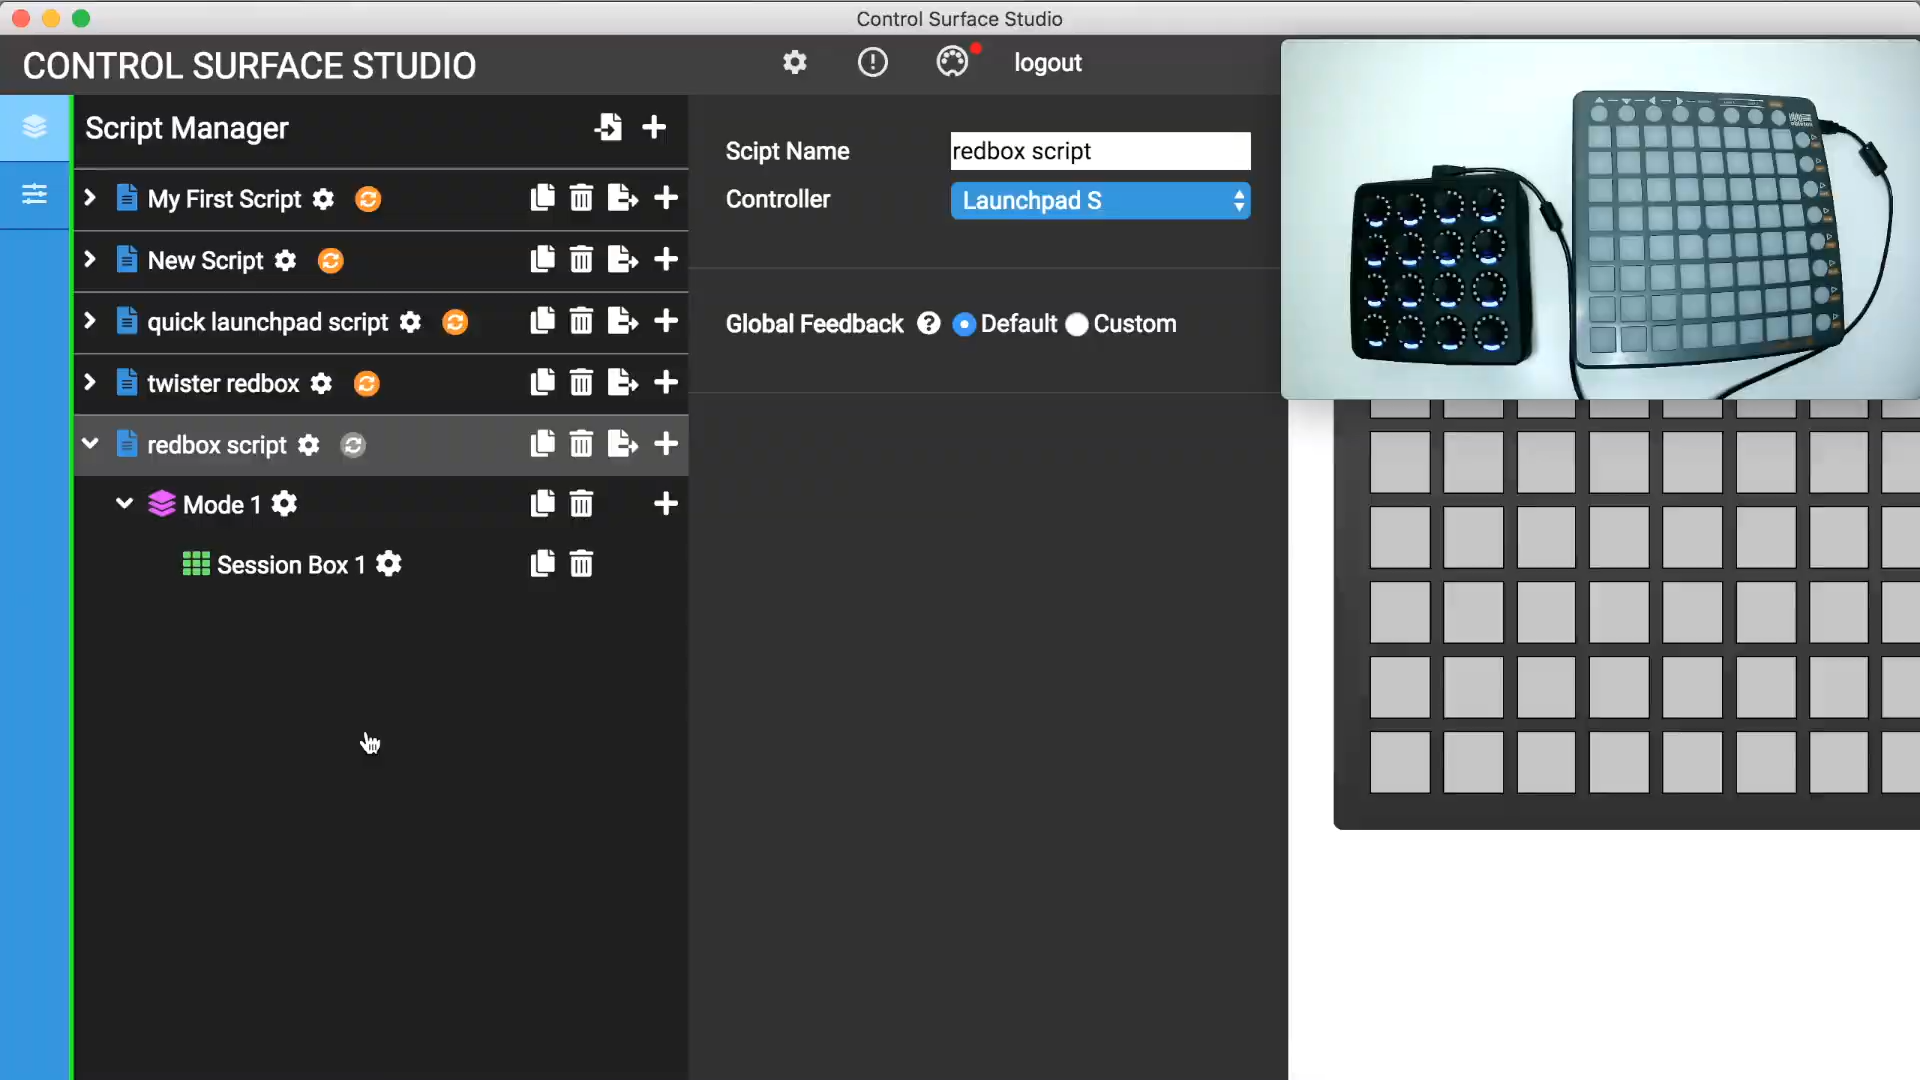 Control Surface Studio
CONTROL SURFACE STUDIO
logout
Script Manager
My First Script
New Script
quick launchpad script
twister redbox
redbox script
Mode 1
Session Box 1
Scipt Name
redbox script
Controller
Launchpad S
Global Feedback
Default
Custom